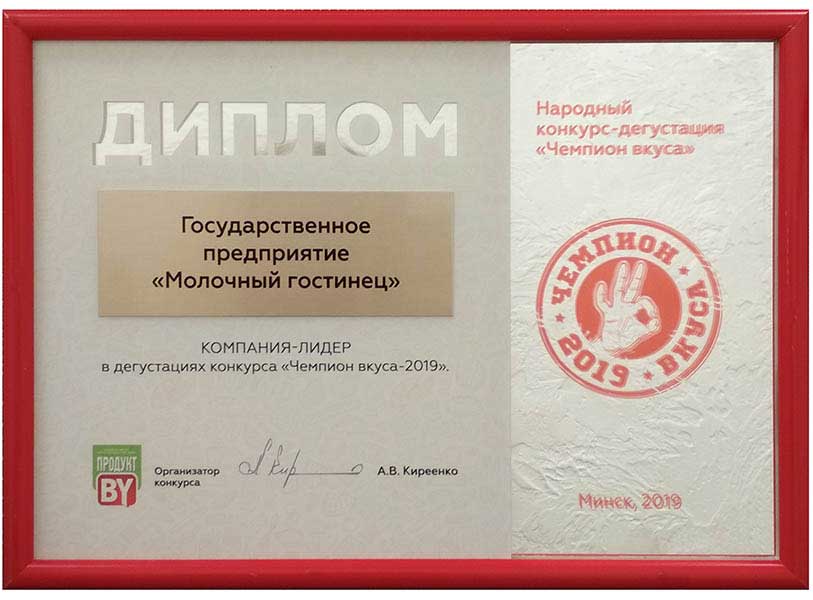 ДИПЛОМ
Государственное
предприятие
«Молочный гостинец»
КОМПАНИЯ-ЛИДЕР
в дегустациях конкурса «Чемпион вкуса-2019».
ПРОДУКТ
BY
Организатор
конкурса
А.В. Киреенко
Народный
конкурс-дегустация
«Чемпион вкуса»
ЧЕМПИОН
ВКУСА
2019
Минск, 2019